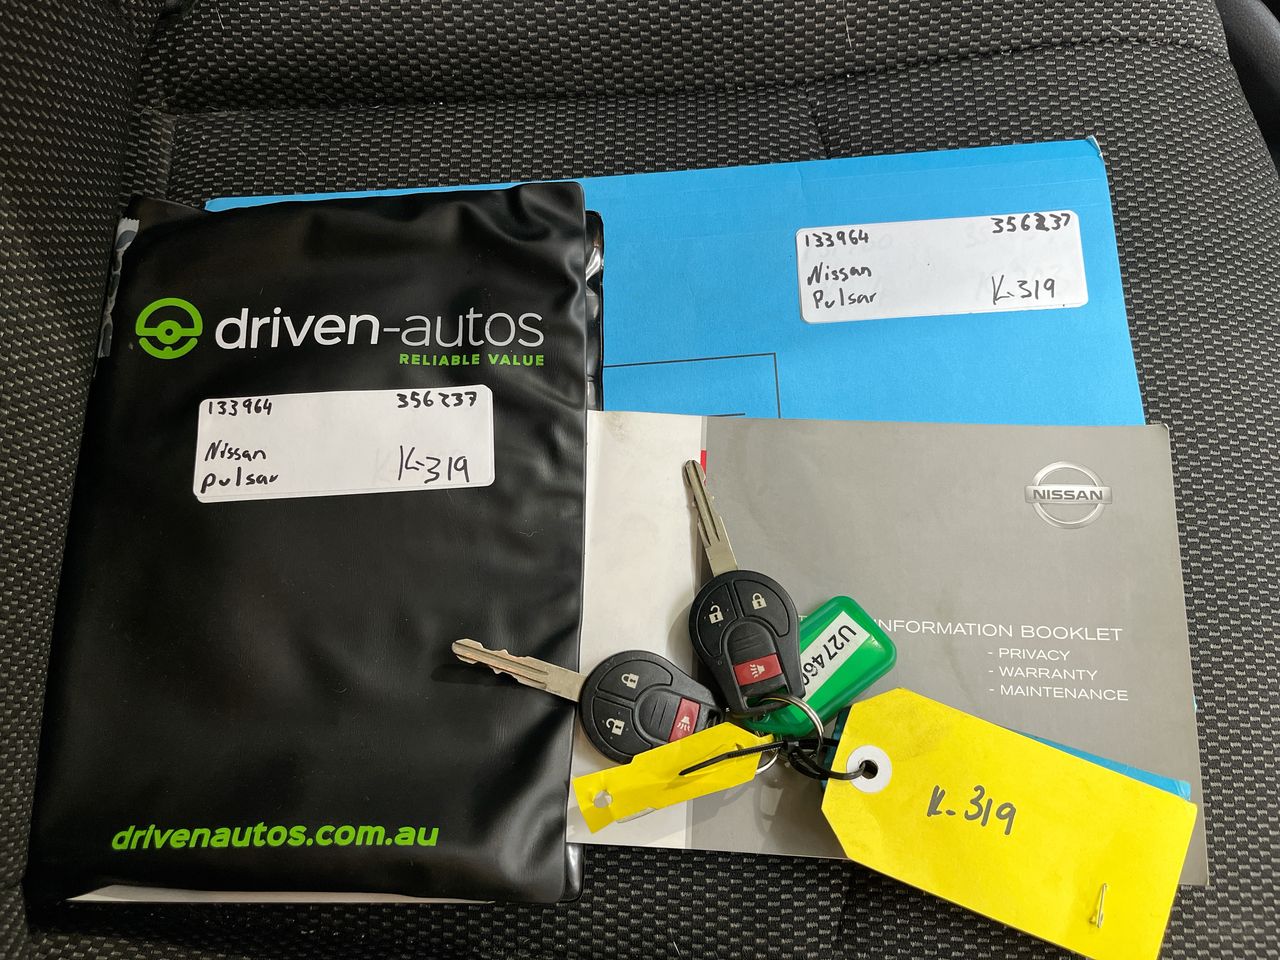 133964 356237
Nissan
Pulsar K-319
driven-autos
RELIABLE VALUE
133964 356237
Nissan
Pulsar K-319
drivenautos.com.au
NISSAN
INFORMATION BOOKLET
- PRIVACY
- WARRANTY
- MAINTENANCE
K-319